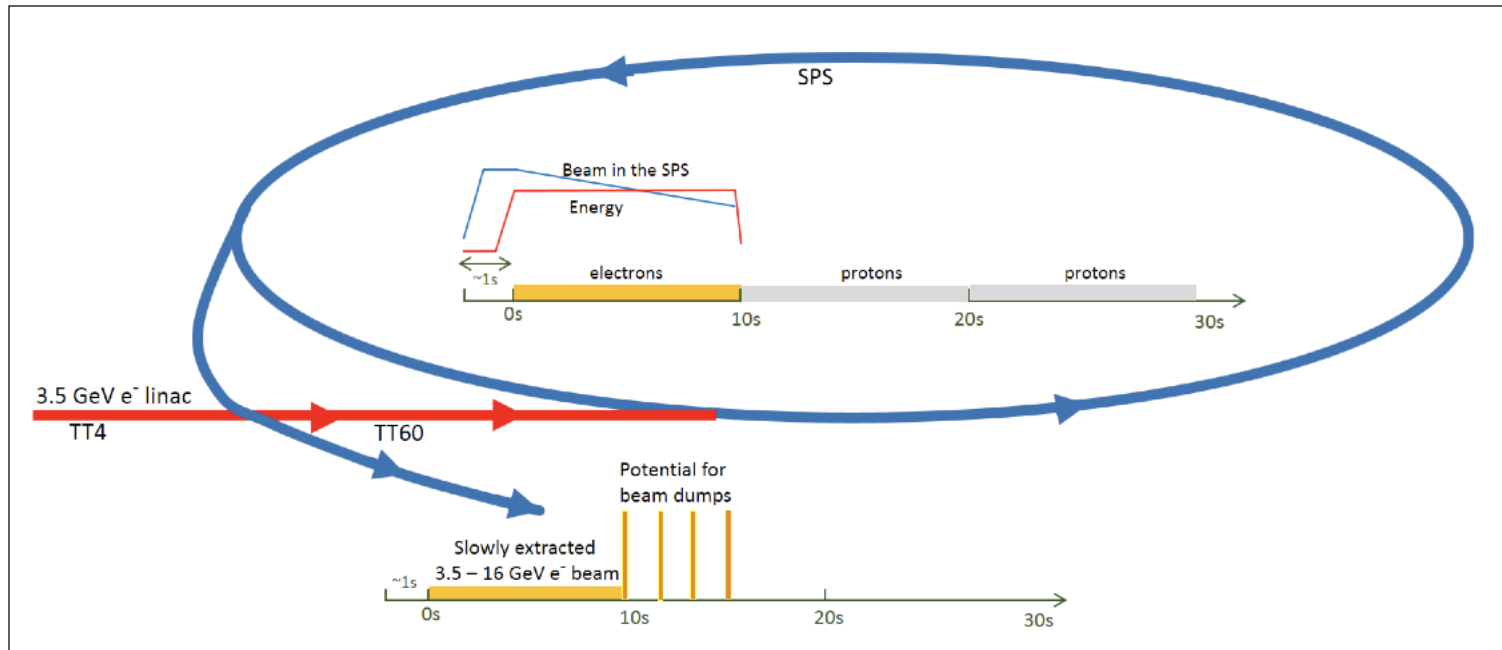 SPS
Beam in the SPS
Energy
~1s
electrons
protons
protons
0s
10s
20s
30s
3.5 GeV e⁻ linac
TT4
TT60
Potential for
beam dumps
Slowly extracted
3.5 – 16 GeV e⁻ beam
~1s
0s
10s
20s
30s